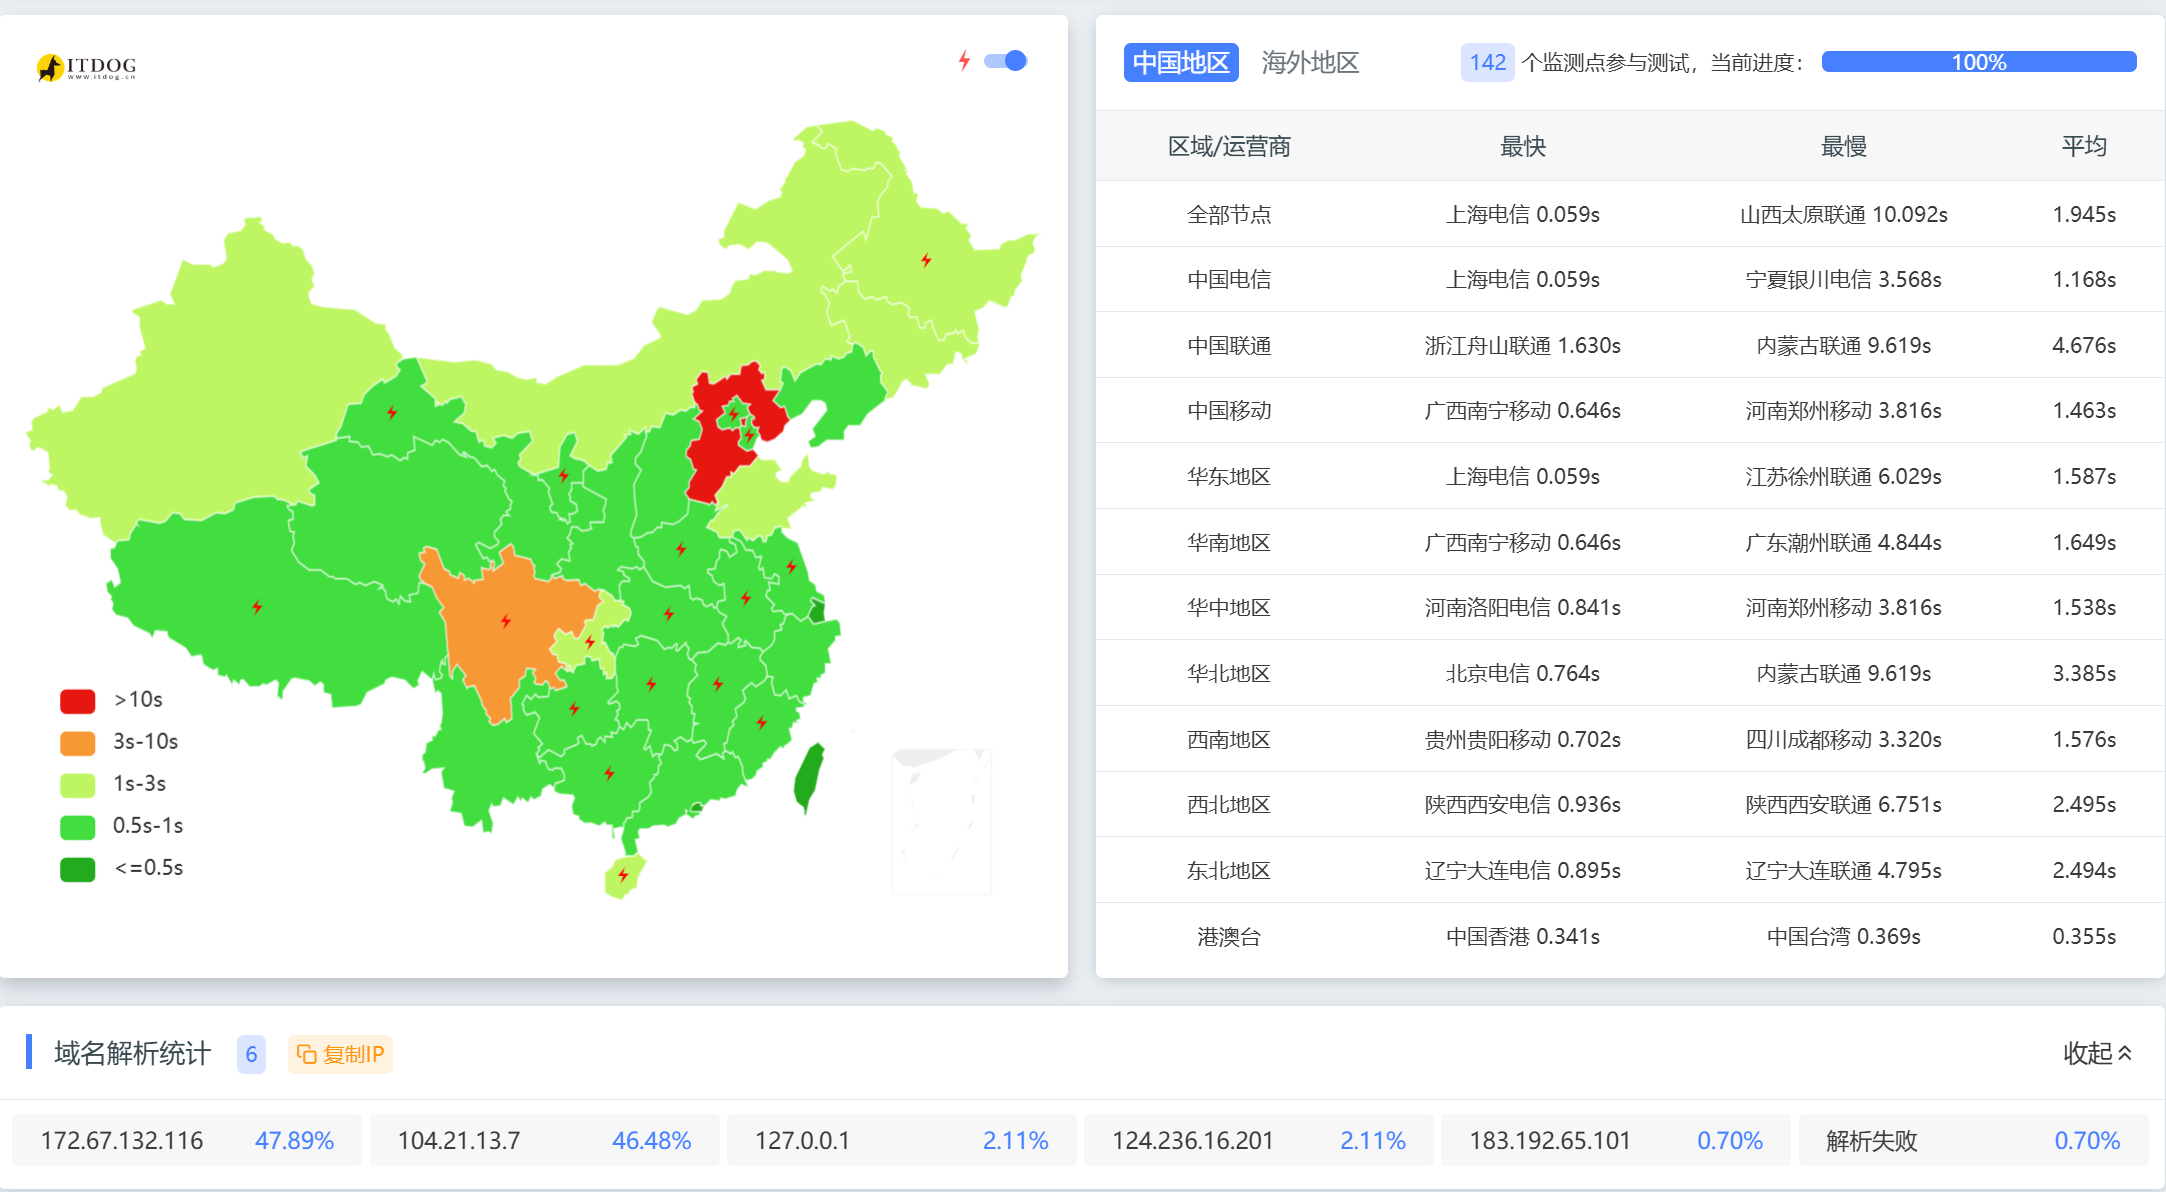 ITDOG
www.itdog.cn
>10s
3s-10s
1s-3s
0.5s-1s
<=0.5s
中国地区 海外地区 142 个监测点参与测试，当前进度： 100%
区域/运营商 最快 最慢 平均
全部节点 上海电信 0.059s 山西太原联通 10.092s 1.945s
中国电信 上海电信 0.059s 宁夏银川电信 3.568s 1.168s
中国联通 浙江舟山联通 1.630s 内蒙古联通 9.619s 4.676s
中国移动 广西南宁移动 0.646s 河南郑州移动 3.816s 1.463s
华东地区 上海电信 0.059s 江苏徐州联通 6.029s 1.587s
华南地区 广西南宁移动 0.646s 广东潮州联通 4.844s 1.649s
华中地区 河南洛阳电信 0.841s 河南郑州移动 3.816s 1.538s
华北地区 北京电信 0.764s 内蒙古联通 9.619s 3.385s
西南地区 贵州贵阳移动 0.702s 四川成都移动 3.320s 1.576s
西北地区 陕西西安电信 0.936s 陕西西安联通 6.751s 2.495s
东北地区 辽宁大连电信 0.895s 辽宁大连联通 4.795s 2.494s
港澳台 中国香港 0.341s 中国台湾 0.369s 0.355s
域名解析统计 6 复制IP 收起
172.67.132.116 47.89% 104.21.13.7 46.48% 127.0.0.1 2.11% 124.236.16.201 2.11% 183.192.65.101 0.70% 解析失败 0.70%